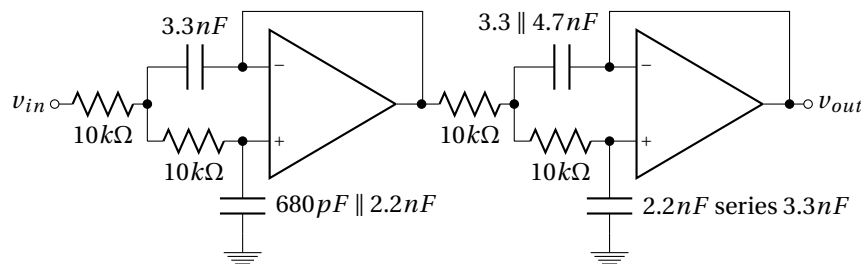 3.3nF
3.3 ∥ 4.7nF
−
−
v_in
v_out
10kΩ
10kΩ
+
+
10kΩ
10kΩ
680pF ∥ 2.2nF
2.2nF series 3.3nF